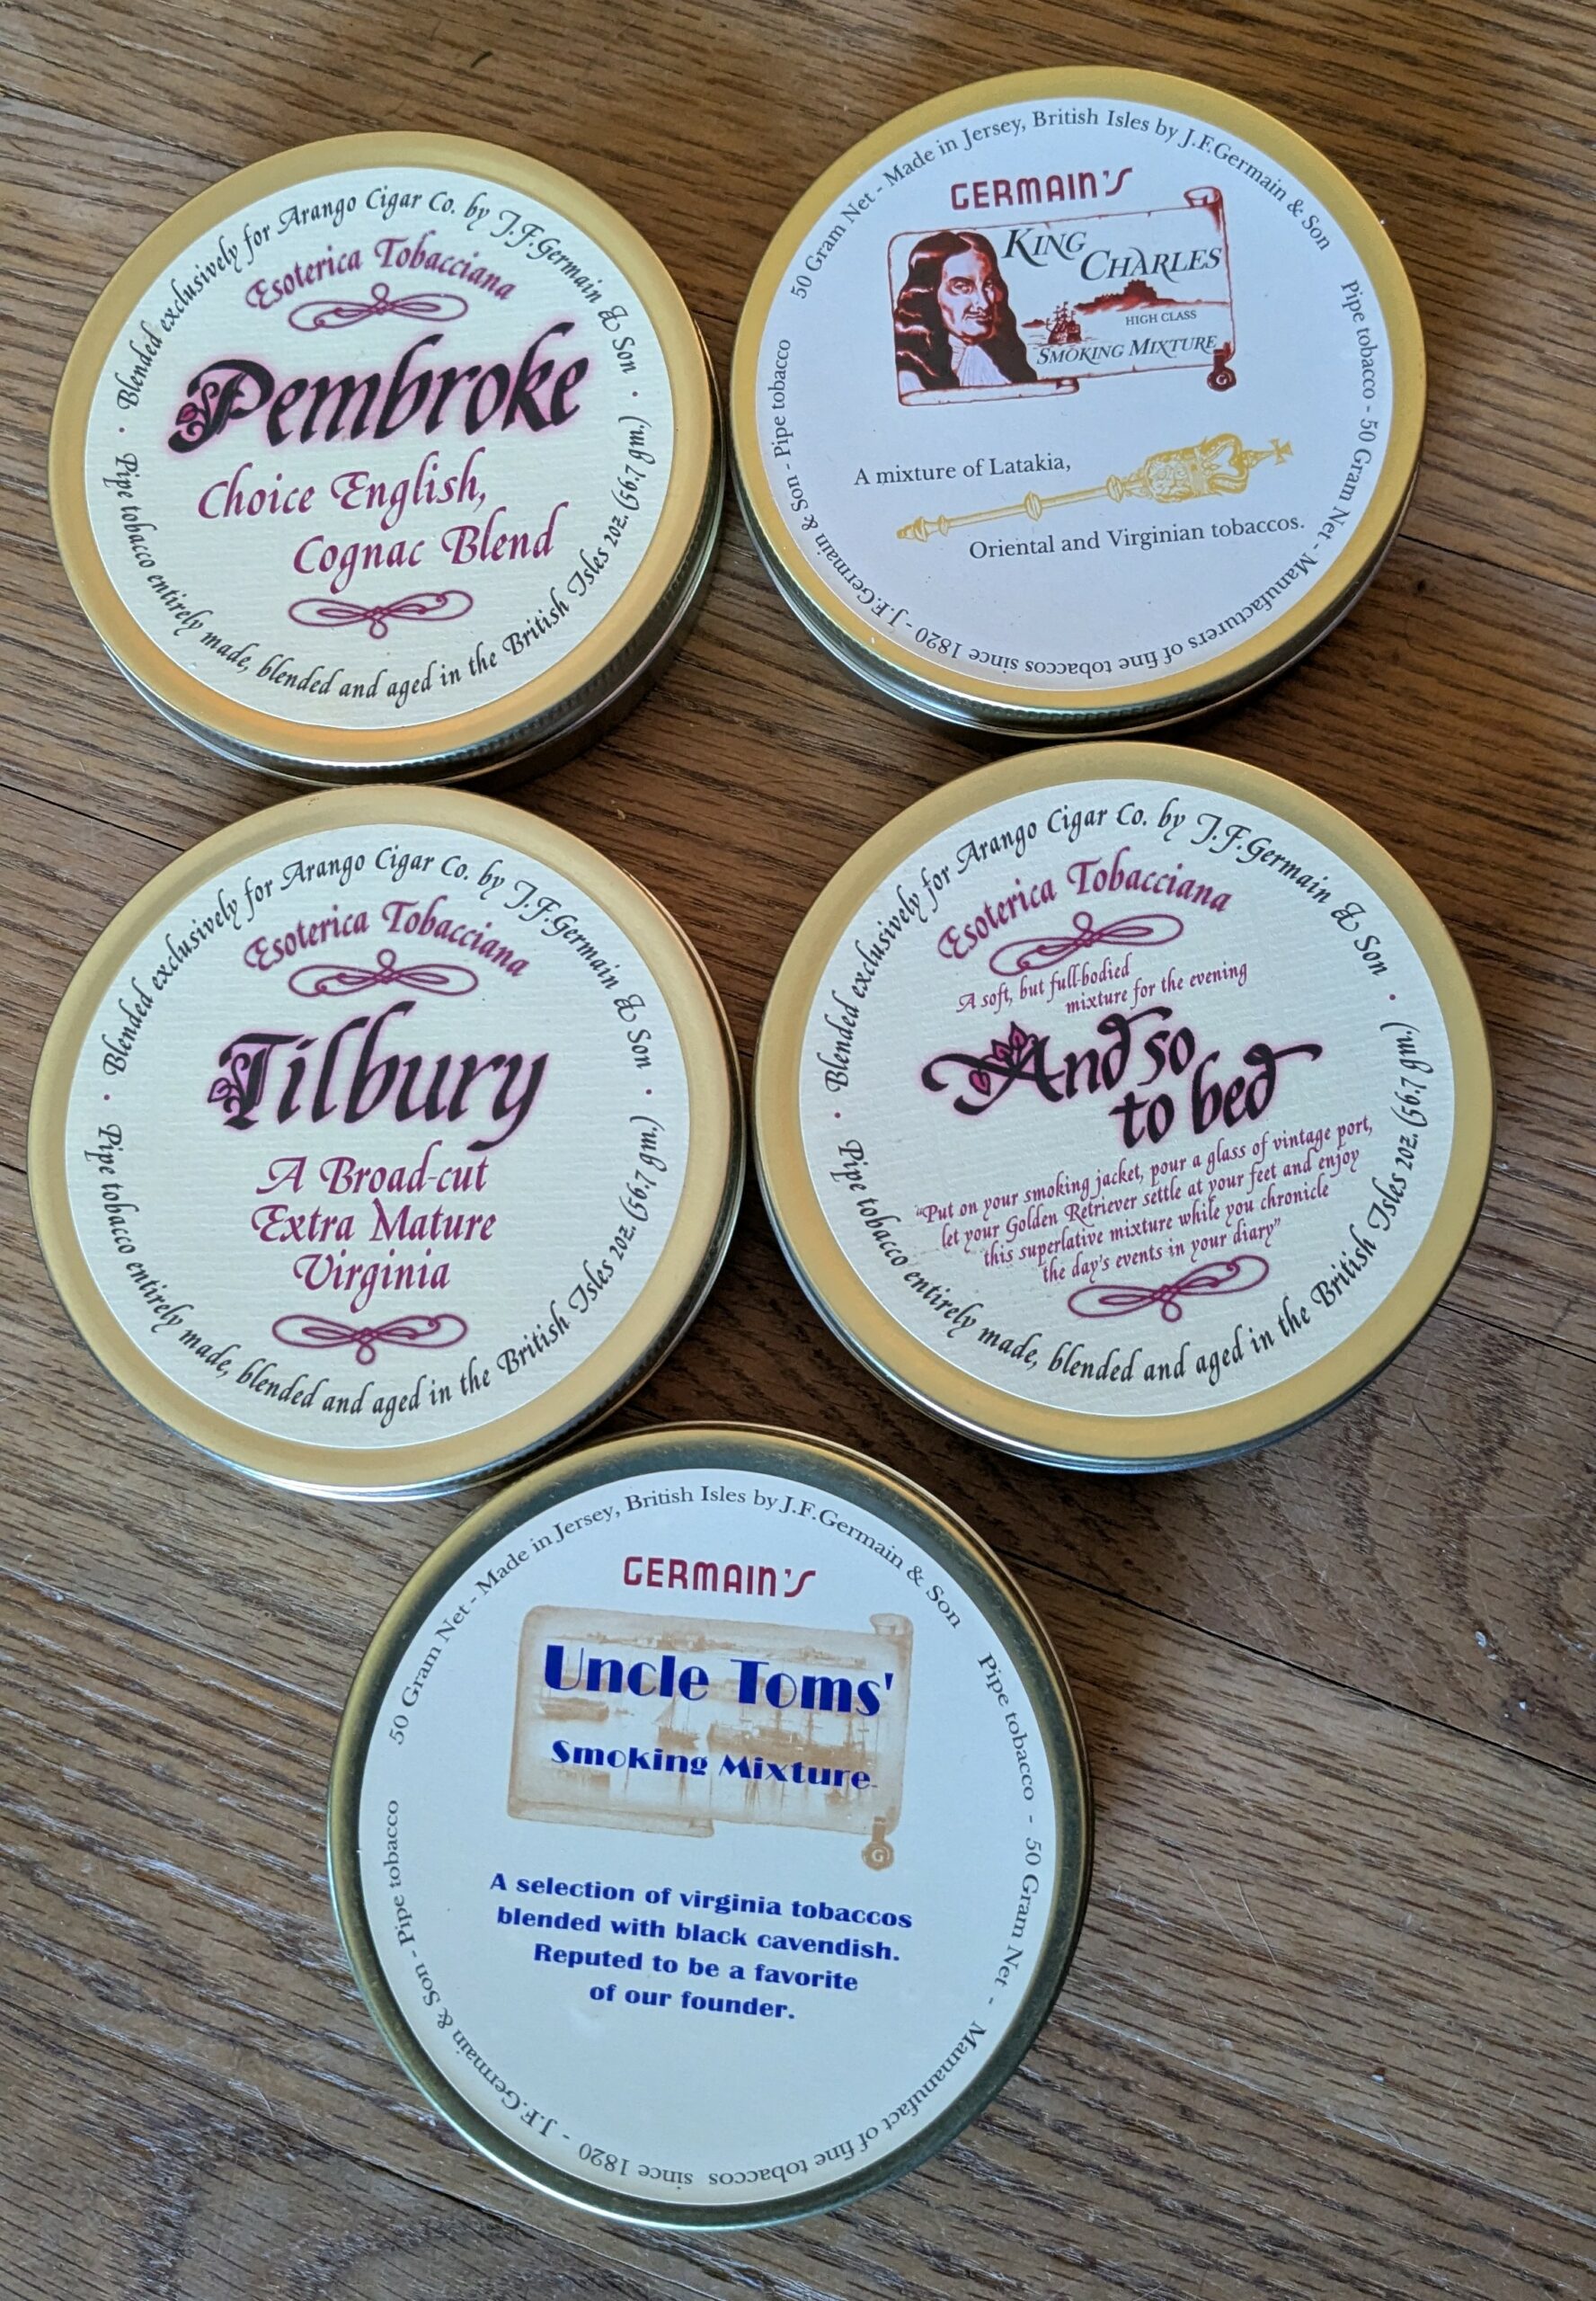 Blended exclusively for Arango Cigar Co. by J.F.Germain & Son
Esoterica Tobacciana
Pembroke
Choice English,
Cognac Blend
Pipe tobacco entirely made, blended and aged in the British Isles 2oz. (56.7 gm.)
50 Gram Net - Made in Jersey, British Isles by J.F.Germain & Son
GERMAIN'S
KING
CHARLES
HIGH CLASS
SMOKING MIXTURE
G
A mixture of Latakia,
Oriental and Virginian tobaccos.
Pipe tobacco - 50 Gram Net - Manufacturers of fine tobaccos since 1820 - J.F.Germain & Son - Pipe tobacco
Blended exclusively for Arango Cigar Co. by J.F.Germain & Son
Esoterica Tobacciana
Tilbury
A Broad-cut
Extra Mature
Virginia
Pipe tobacco entirely made, blended and aged in the British Isles 2oz. (56.7 gm.)
Blended exclusively for Arango Cigar Co. by J.F.Germain & Son
Esoterica Tobacciana
A soft, but full-bodied
mixture for the evening
And so
to bed
"Put on your smoking jacket, pour a glass of vintage port,
let your Golden Retriever settle at your feet and enjoy
this superlative mixture while you chronicle
the day's events in your diary"
Pipe tobacco entirely made, blended and aged in the British Isles 2oz. (56.7 gm.)
50 Gram Net - Made in Jersey, British Isles by J.F.Germain & Son
GERMAIN'S
Uncle Toms'
Smoking Mixture
G
A selection of virginia tobaccos
blended with black cavendish.
Reputed to be a favorite
of our founder.
Pipe tobacco - 50 Gram Net - Mamanufact of fine tobaccos since 1820 - J.F.Germain & Son - Pipe tobacco